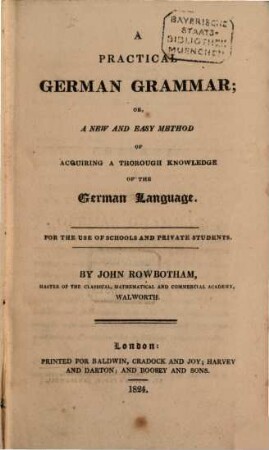 BAYERISCHE
STAATS-
BIBLIOTHEK
MUENCHEN
A
PRACTICAL
GERMAN GRAMMAR;
OR,
A NEW AND EASY METHOD
OF
ACQUIRING A THOROUGH KNOWLEDGE
OF THE
German Language.
FOR THE USE OF SCHOOLS AND PRIVATE STUDENTS.
BY JOHN ROWBOTHAM,
MASTER OF THE CLASSICAL, MATHEMATICAL AND COMMERCIAL ACADEMY,
WALWORTH.
London:
PRINTED FOR BALDWIN, CRADOCK AND JOY; HARVEY
AND DARTON; AND BOOSEY AND SONS.
1824.